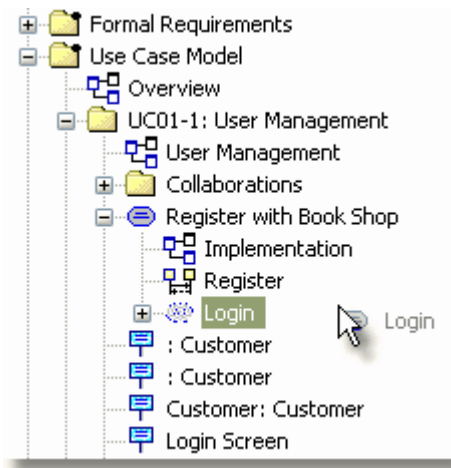 Formal Requirements
Use Case Model
Overview
UC01-1: User Management
User Management
Collaborations
Register with Book Shop
Implementation
Register
Login Login
: Customer
: Customer
Customer: Customer
Login Screen